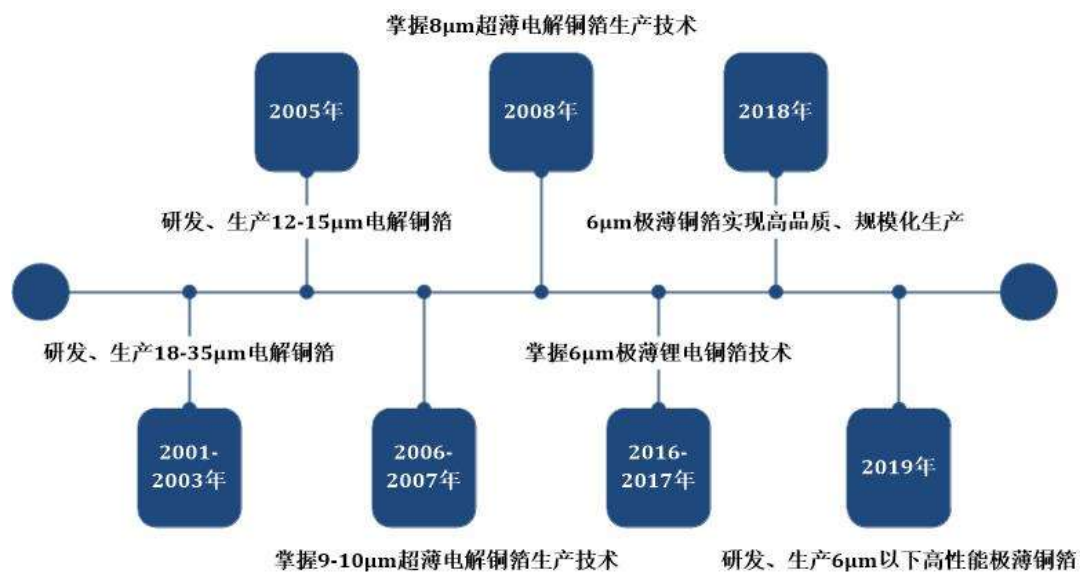 掌握8μm超薄电解铜箔生产技术
2005年
2008年
2018年
研发、生产12-15μm电解铜箔
6μm极薄铜箔实现高品质、规模化生产
研发、生产18-35μm电解铜箔
掌握6μm极薄锂电铜箔技术
2001-
2003年
2006-
2007年
2016-
2017年
2019年
掌握9-10μm超薄电解铜箔生产技术
研发、生产6μm以下高性能极薄铜箔